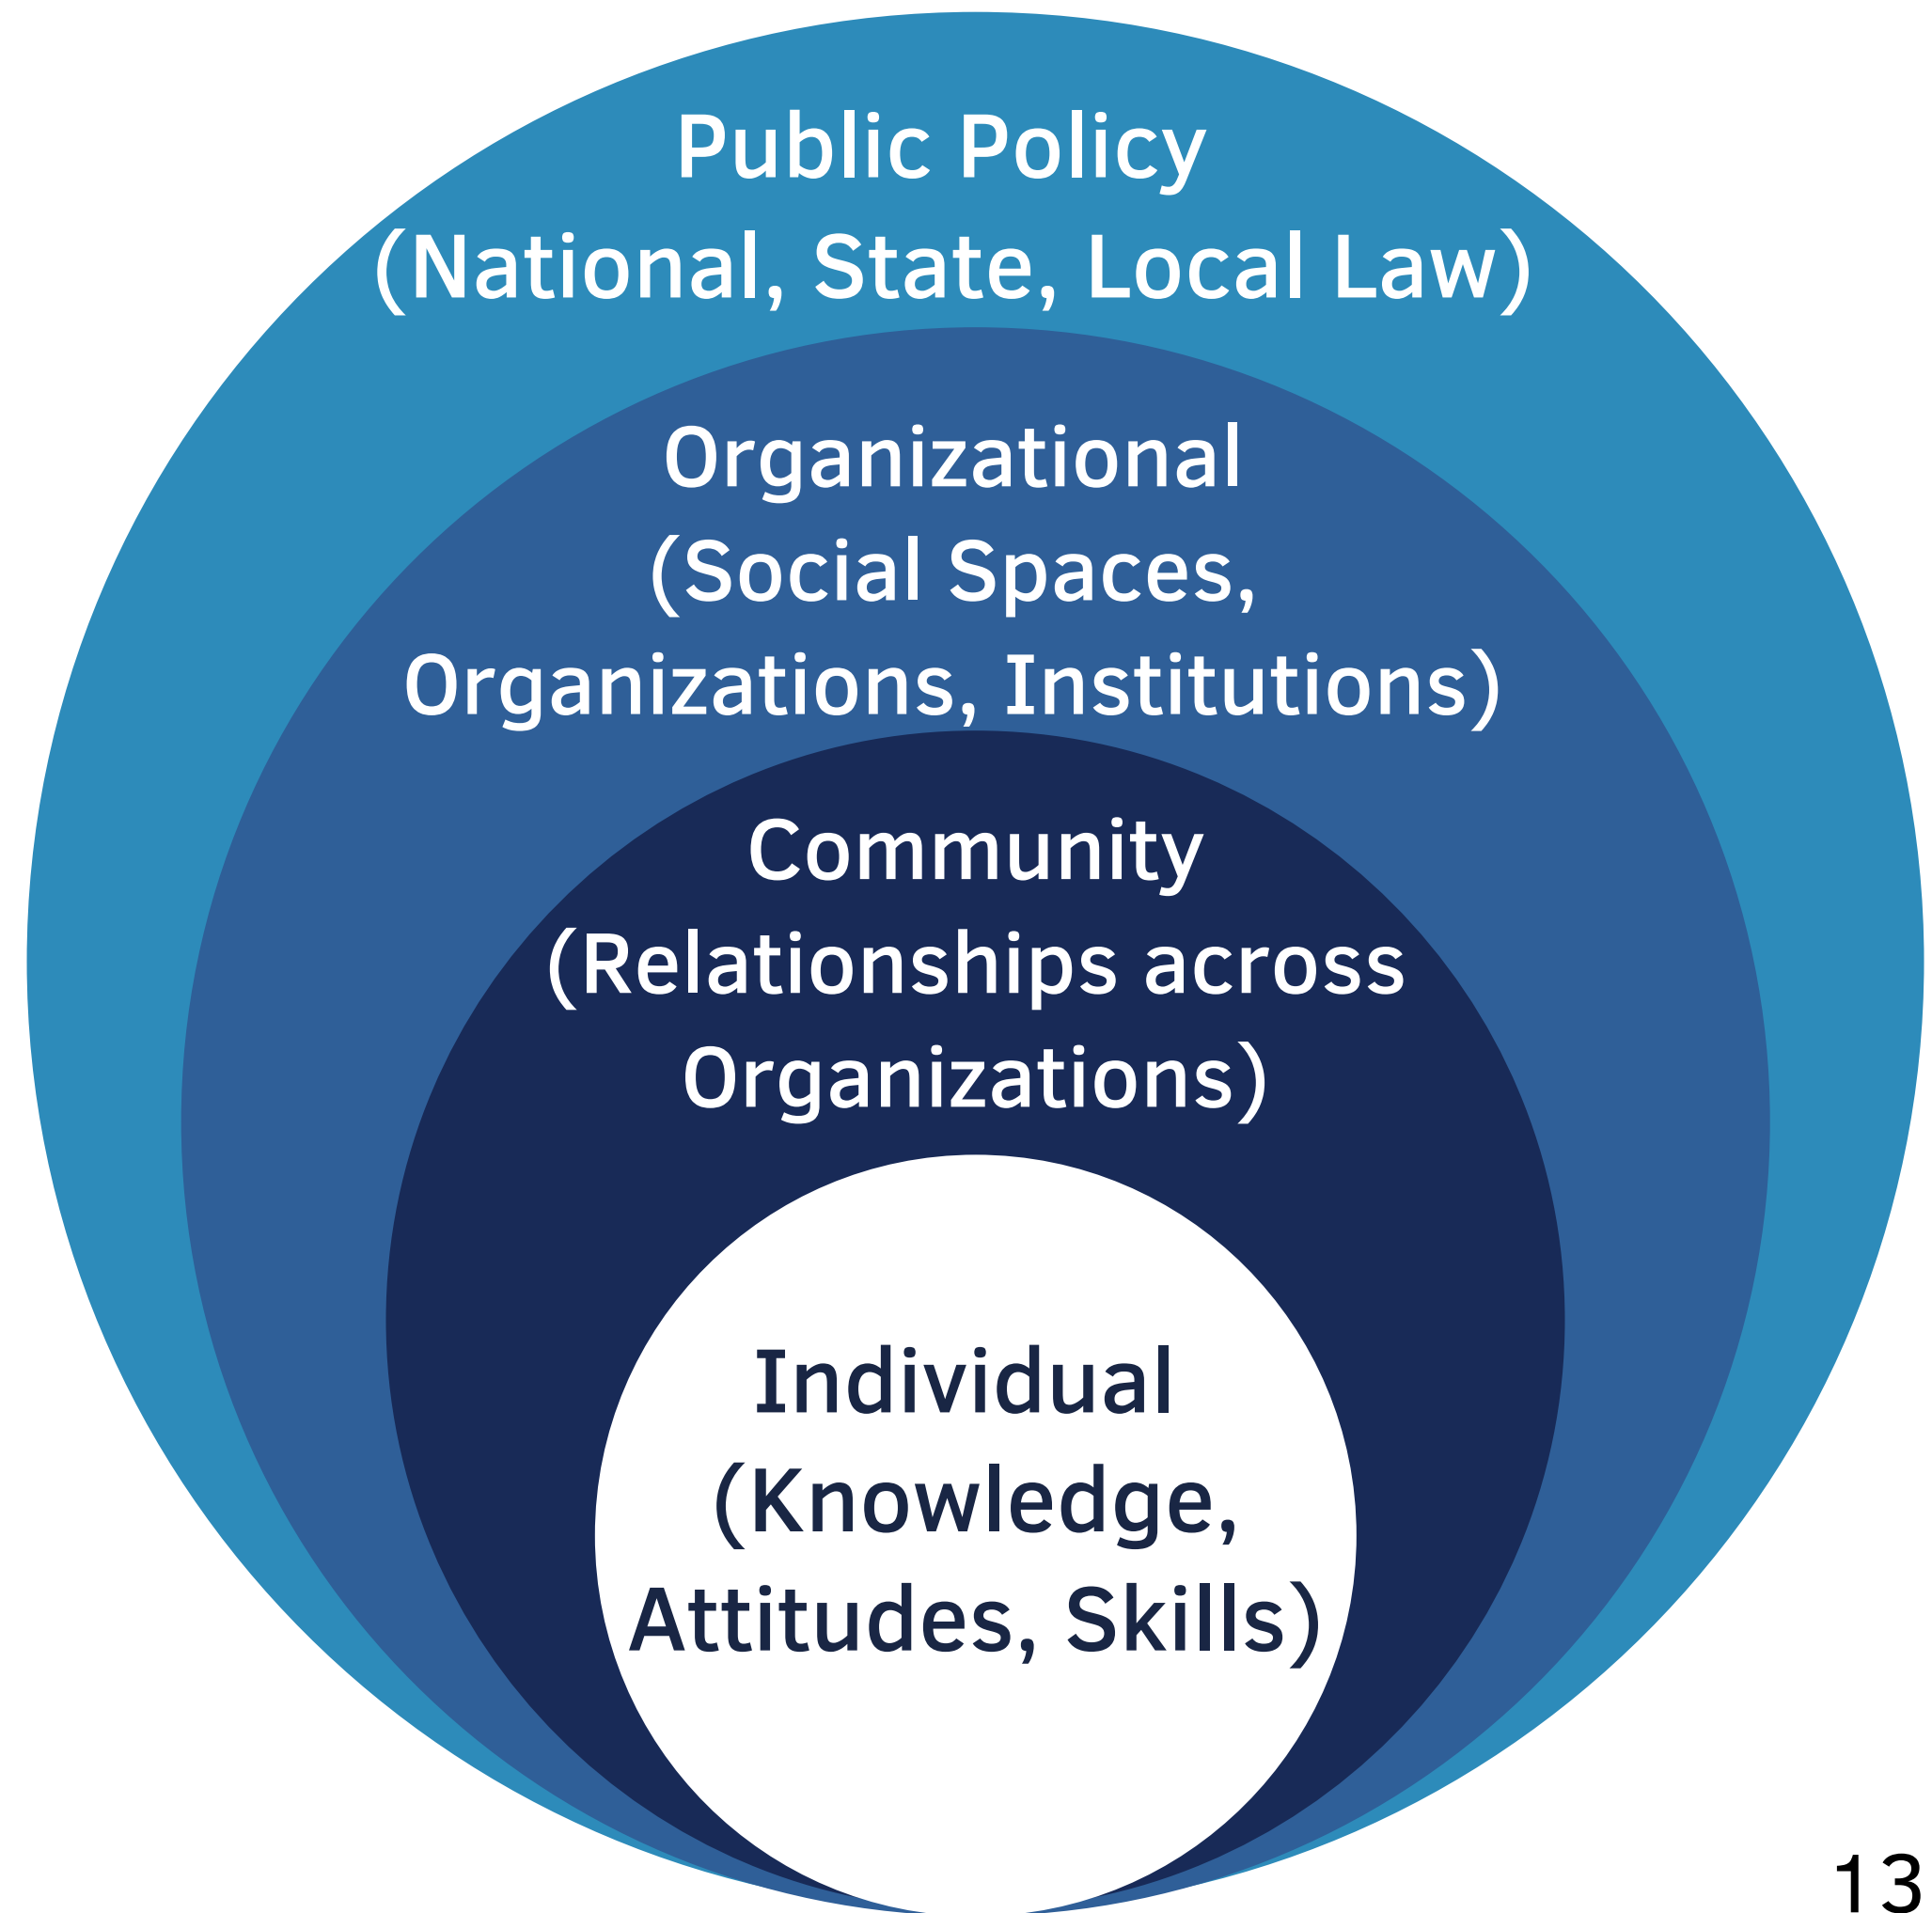 Public Policy
(National, State, Local Law)
Organizational
(Social Spaces,
Organizations, Institutions)
Community
(Relationships across
Organizations)
Individual
(Knowledge,
Attitudes, Skills)
13